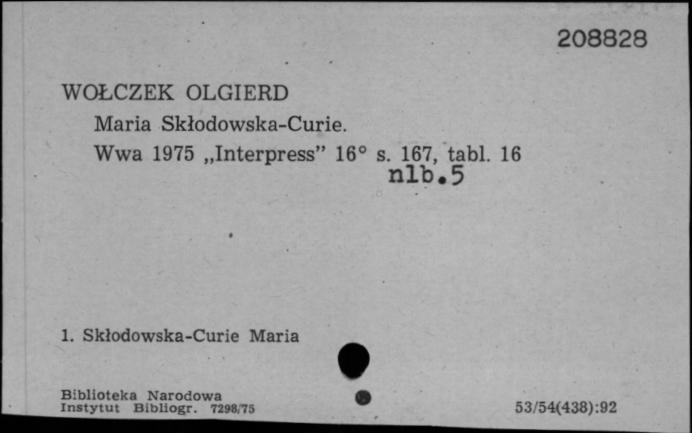 208828
WOŁCZEK OLGIERD
Maria Skłodowska-Curie.
Wwa 1975 „Interpress” 16° s. 167, tabl. 16
nlb.5
1. Skłodowska-Curie Maria
Biblioteka Narodowa
Instytut Bibliogr. 7298/75
53/54(438):92